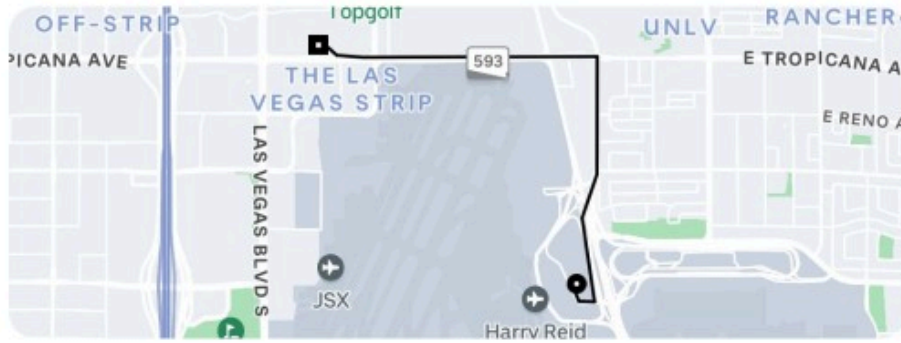 Topgolf
OFF-STRIP
UNLV
RANCHER
PICANA AVE
593
E TROPICANA A
THE LAS
VEGAS STRIP
E RENO A
LAS VEGAS BLVD S
JSX
Harry Reid